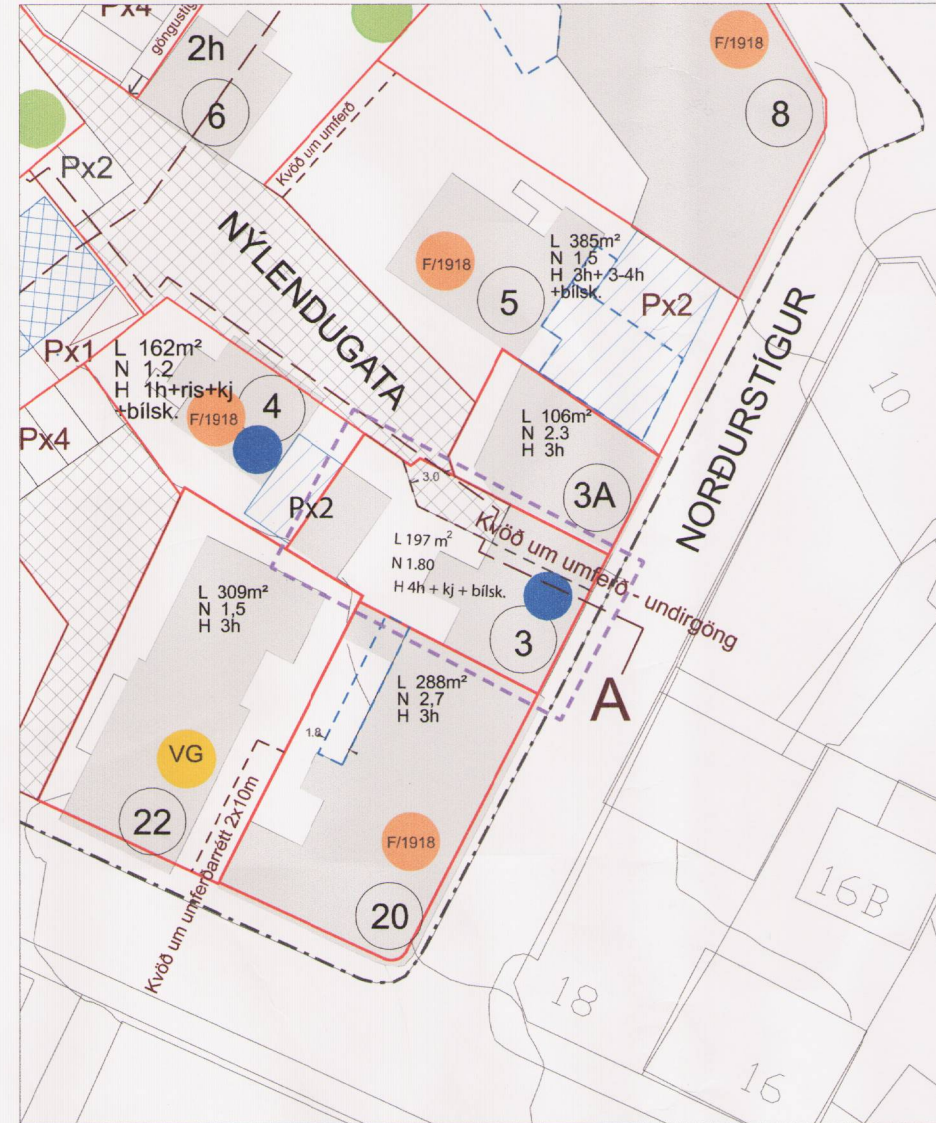 Px4
göngustíg
2h
6
F/1918
8
Px2
Kvöð um umferð
NÝLENDUGATA
F/1918
5
L 385m²
N 1,5
H 3h+ 3-4h
+bílsk.
Px2
NORÐURSTÍGUR
10
Px1
L 162m²
N 1.2
H 1h+ris+kj
+bílsk.
F/1918
4
Px4
Px2
L 106m²
N 2.3
H 3h
3A
3.0
Kvöð um umferð - undirgöng
L 197 m²
N 1.80
H 4h + kj + bílsk.
3
A
L 309m²
N 1,5
H 3h
VG
22
L 288m²
N 2,7
H 3h
1.8
F/1918
20
Kvöð um umferðarrétt 2x10m
16B
18
16